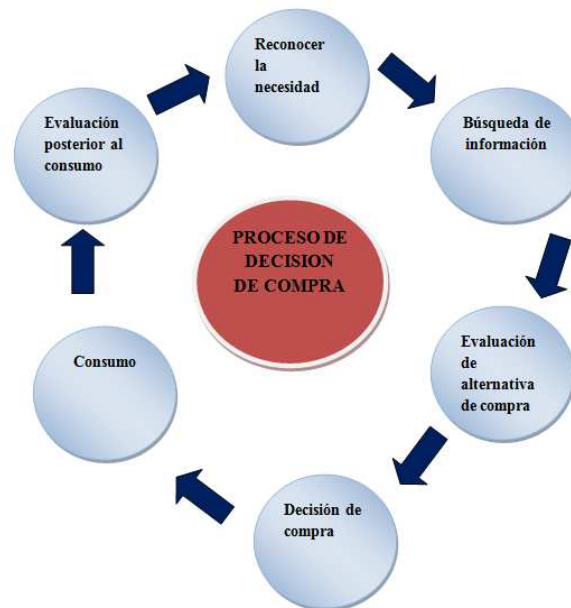 Reconocer
la
necesidad
Búsqueda de
información
Evaluación
de
alternativa
de compra
Decisión de
compra
Consumo
Evaluación
posterior al
consumo
PROCESO DE
DECISION
DE COMPRA